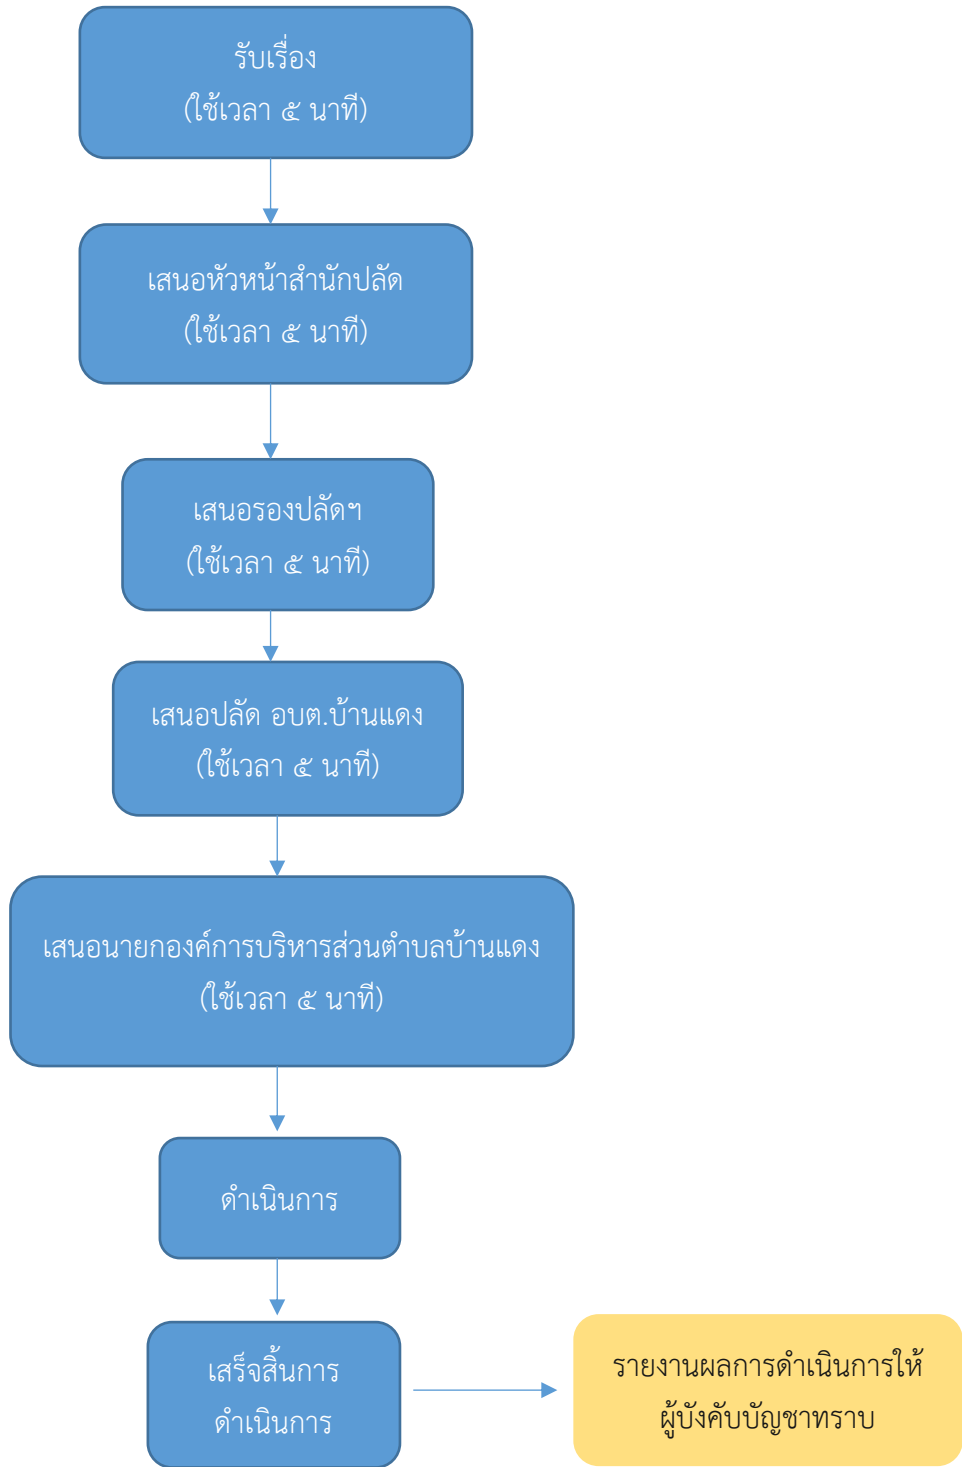 รับเรื่อง
(ใช้เวลา ๕ นาที)
เสนอหัวหน้าสำนักปลัด
(ใช้เวลา ๕ นาที)
เสนอรองปลัดฯ
(ใช้เวลา ๕ นาที)
เสนอปลัด อบต.บ้านแดง
(ใช้เวลา ๕ นาที)
เสนอนายกองค์การบริหารส่วนตำบลบ้านแดง
(ใช้เวลา ๕ นาที)
ดำเนินการ
เสร็จสิ้นการ
ดำเนินการ
รายงานผลการดำเนินการให้
ผู้บังคับบัญชาทราบ